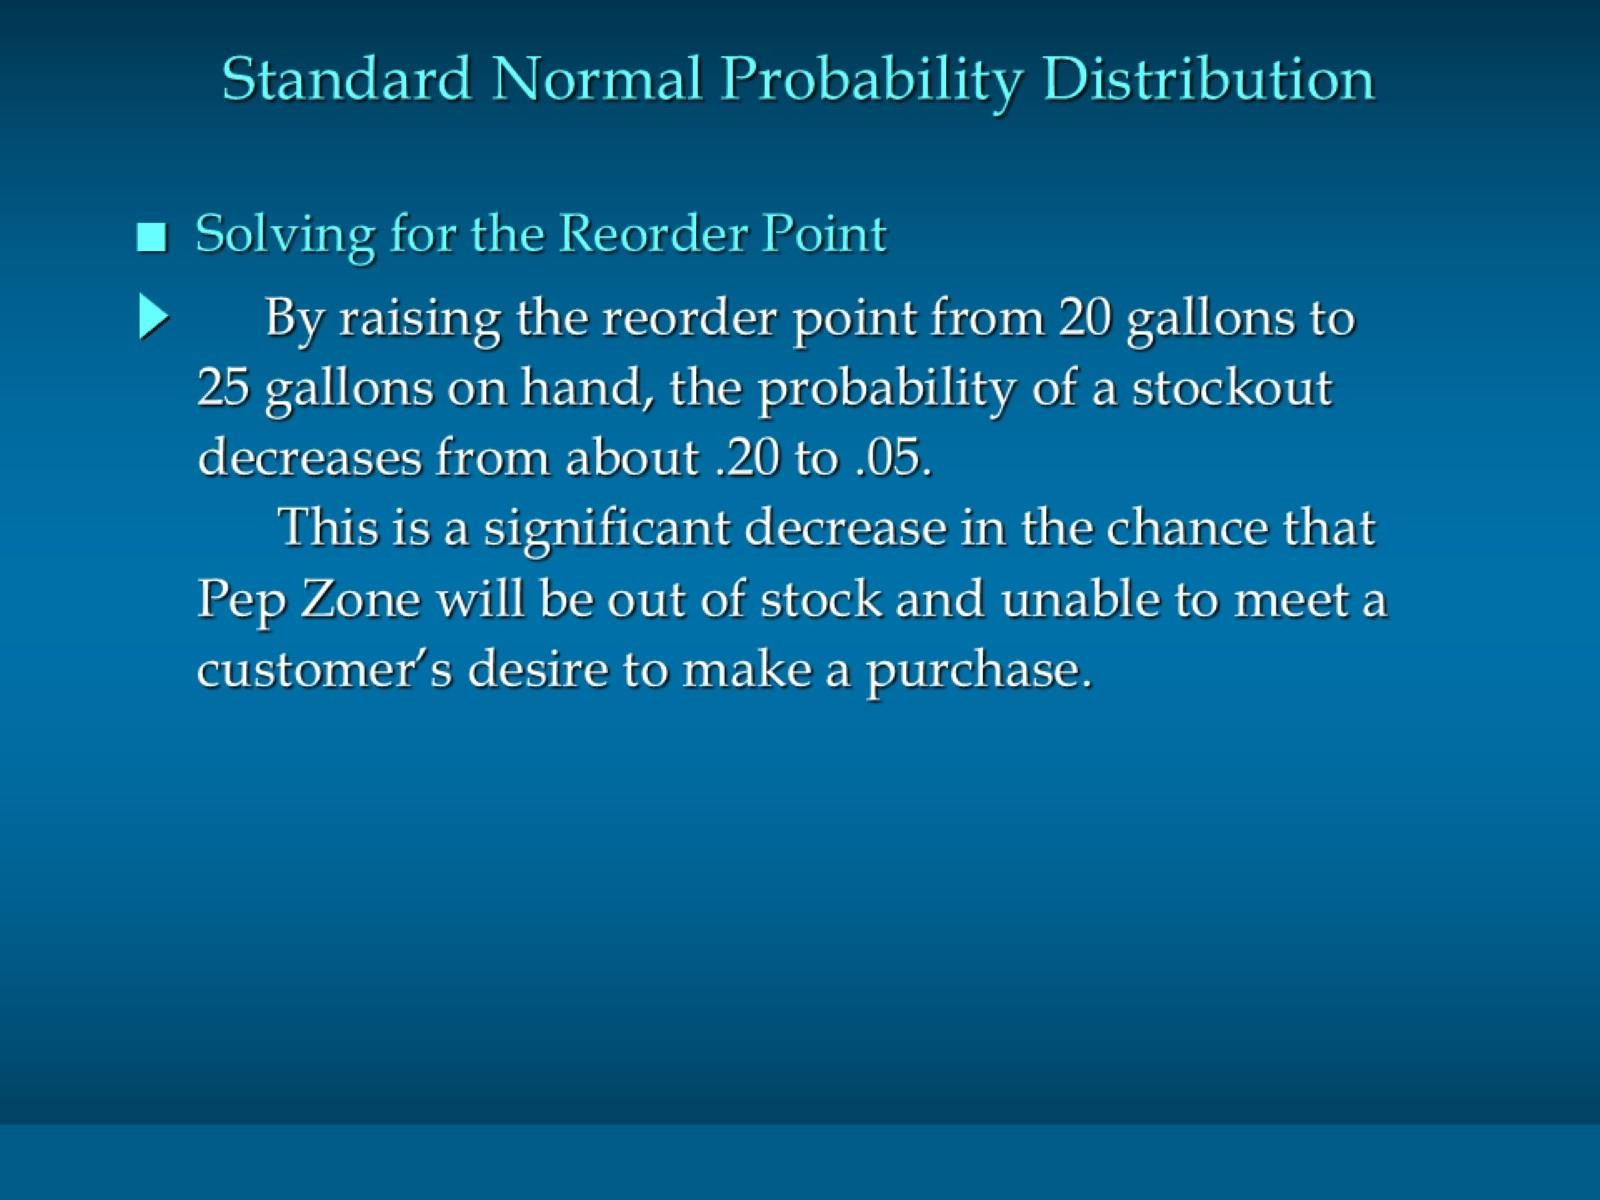 Standard Normal Probability Distribution
Solving for the Reorder Point
By raising the reorder point from 20 gallons to
25 gallons on hand, the probability of a stockout
decreases from about .20 to .05.
This is a significant decrease in the chance that
Pep Zone will be out of stock and unable to meet a
customer’s desire to make a purchase.